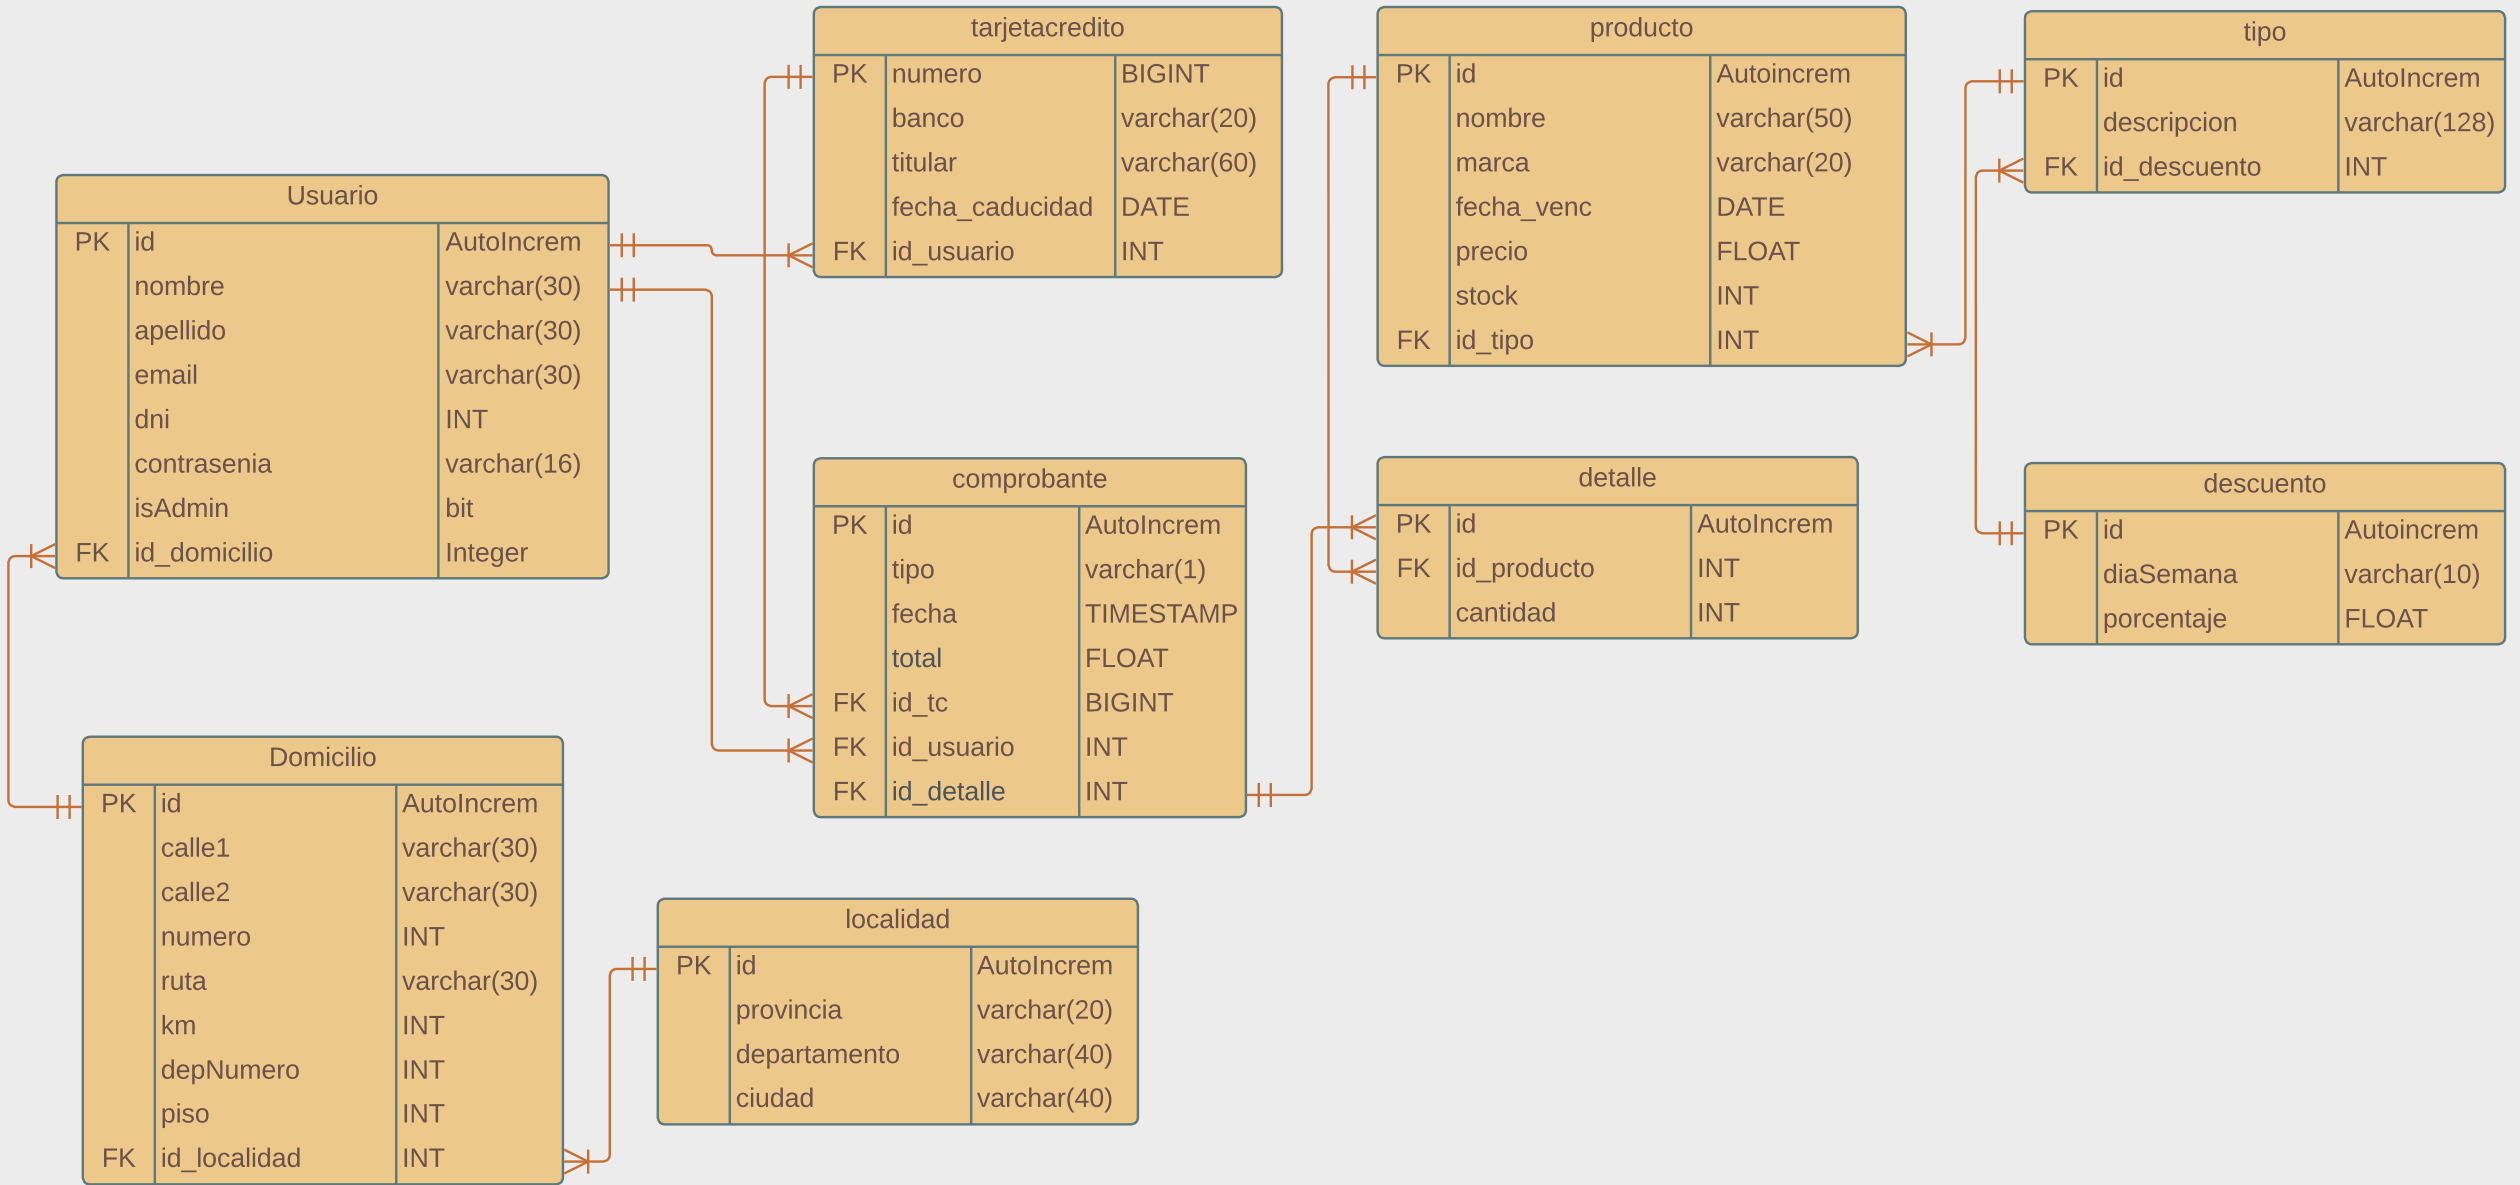 Usuario
PK id AutoIncrem
nombre varchar(30)
apellido varchar(30)
email varchar(30)
dni INT
contrasenia varchar(16)
isAdmin bit
FK id_domicilio Integer
Domicilio
PK id AutoIncrem
calle1 varchar(30)
calle2 varchar(30)
numero INT
ruta varchar(30)
km INT
depNumero INT
piso INT
FK id_localidad INT
tarjetacredito
PK numero BIGINT
banco varchar(20)
titular varchar(60)
fecha_caducidad DATE
FK id_usuario INT
comprobante
PK id AutoIncrem
tipo varchar(1)
fecha TIMESTAMP
total FLOAT
FK id_tc BIGINT
FK id_usuario INT
FK id_detalle INT
localidad
PK id AutoIncrem
provincia varchar(20)
departamento varchar(40)
ciudad varchar(40)
producto
PK id Autoincrem
nombre varchar(50)
marca varchar(20)
fecha_venc DATE
precio FLOAT
stock INT
FK id_tipo INT
detalle
PK id AutoIncrem
FK id_producto INT
cantidad INT
tipo
PK id AutoIncrem
descripcion varchar(128)
FK id_descuento INT
descuento
PK id Autoincrem
diaSemana varchar(10)
porcentaje FLOAT